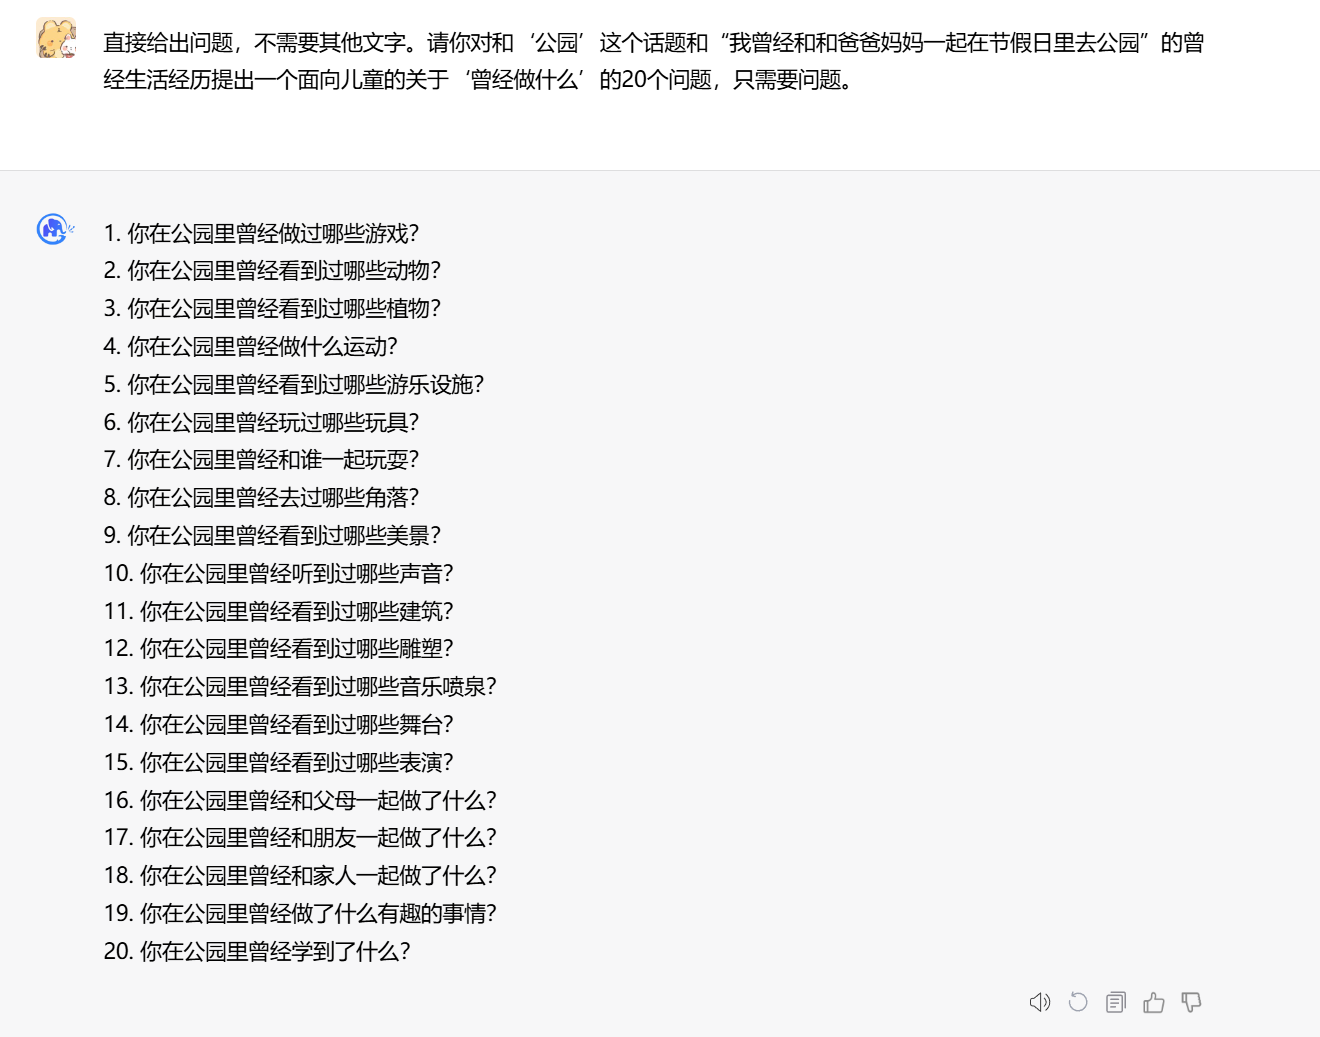 直接给出问题，不需要其他文字。请你对和‘公园’这个话题和“我曾经和和爸爸妈妈一起在节假日里去公园”的曾
经生活经历提出一个面向儿童的关于‘曾经做什么’的20个问题，只需要问题。
1. 你在公园里曾经做过哪些游戏？
2. 你在公园里曾经看到过哪些动物？
3. 你在公园里曾经看到过哪些植物？
4. 你在公园里曾经做什么运动？
5. 你在公园里曾经看到过哪些游乐设施？
6. 你在公园里曾经玩过哪些玩具？
7. 你在公园里曾经和谁一起玩耍？
8. 你在公园里曾经去过哪些角落？
9. 你在公园里曾经看到过哪些美景？
10. 你在公园里曾经听到过哪些声音？
11. 你在公园里曾经看到过哪些建筑？
12. 你在公园里曾经看到过哪些雕塑？
13. 你在公园里曾经看到过哪些音乐喷泉？
14. 你在公园里曾经看到过哪些舞台？
15. 你在公园里曾经看到过哪些表演？
16. 你在公园里曾经和父母一起做了什么？
17. 你在公园里曾经和朋友一起做了什么？
18. 你在公园里曾经和家人一起做了什么？
19. 你在公园里曾经做了什么有趣的事情？
20. 你在公园里曾经学到了什么？